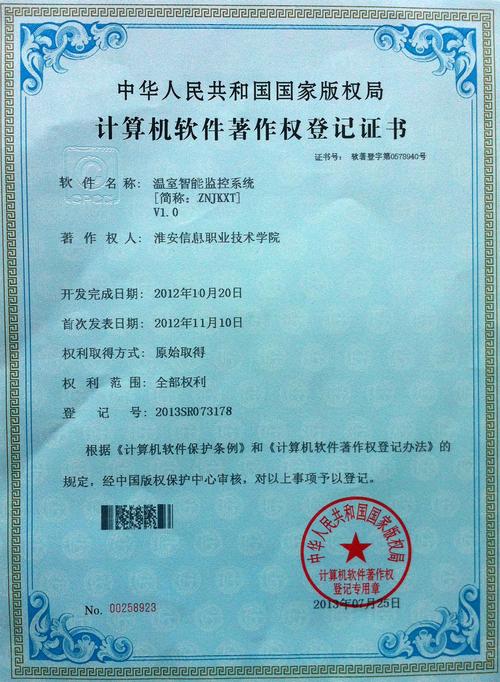 中华人民共和国国家版权局
计算机软件著作权登记证书
证书号： 软著登字第0578940号
CPCC
软件名称： 温室智能监控系统
[简称：ZNJKXT]
V1.0
著作权人： 淮安信息职业技术学院
开发完成日期： 2012年10月20日
首次发表日期： 2012年11月10日
权利取得方式： 原始取得
权利范围： 全部权利
登记号： 2013SR073178
根据《计算机软件保护条例》和《计算机软件著作权登记办法》的
规定，经中国版权保护中心审核，对以上事项予以登记。
中华人民共和国国家版权局
计算机软件著作权
登记专用章
No. 00258923
2013年07月25日